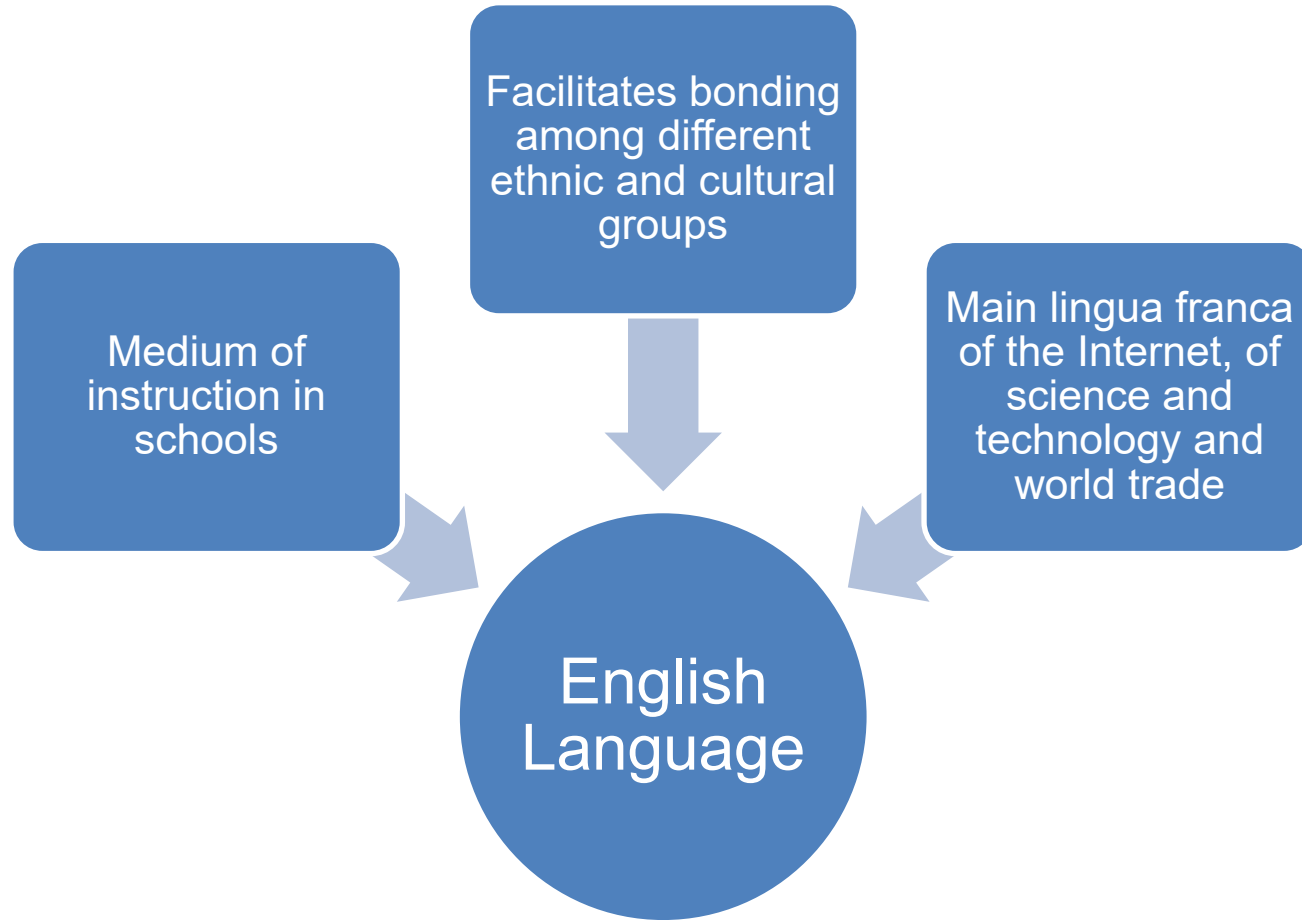 Facilitates bonding
among different
ethnic and cultural
groups
Medium of
instruction in
schools
Main lingua franca
of the Internet, of
science and
technology and
world trade
English
Language